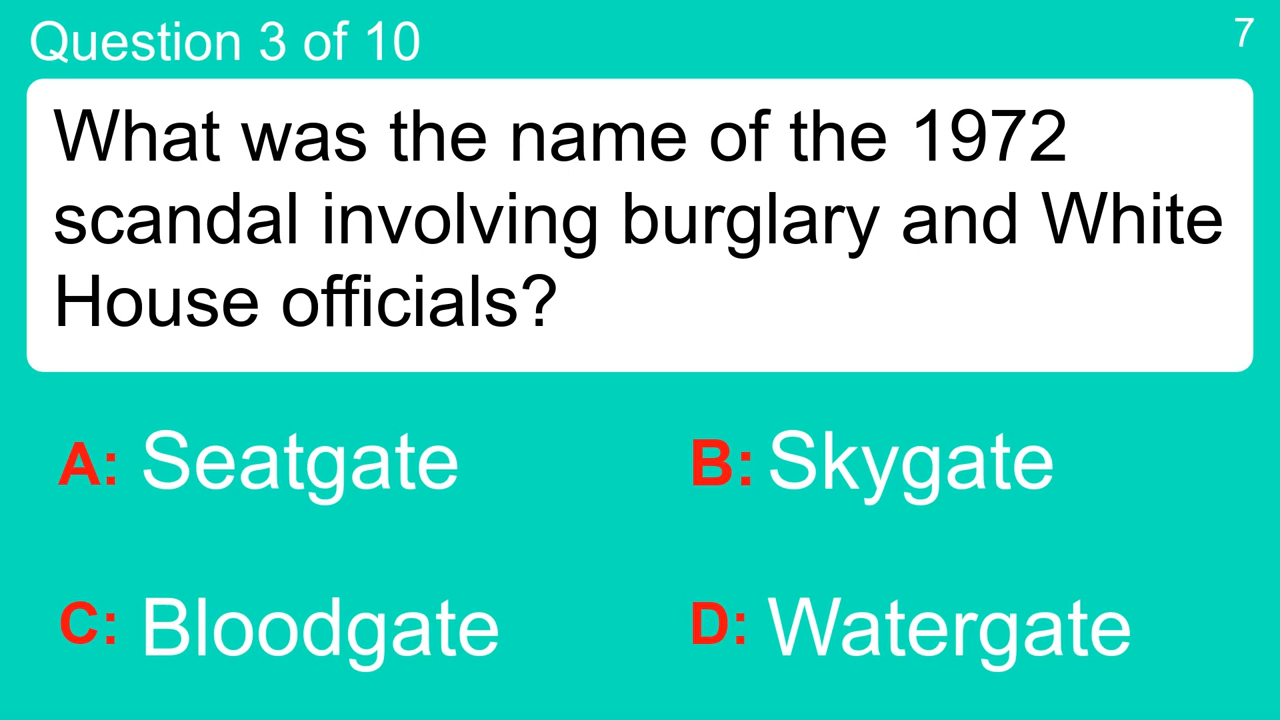 Question 3 of 10
7
What was the name of the 1972
scandal involving burglary and White
House officials?
A: Seatgate
B: Skygate
C: Bloodgate
D: Watergate